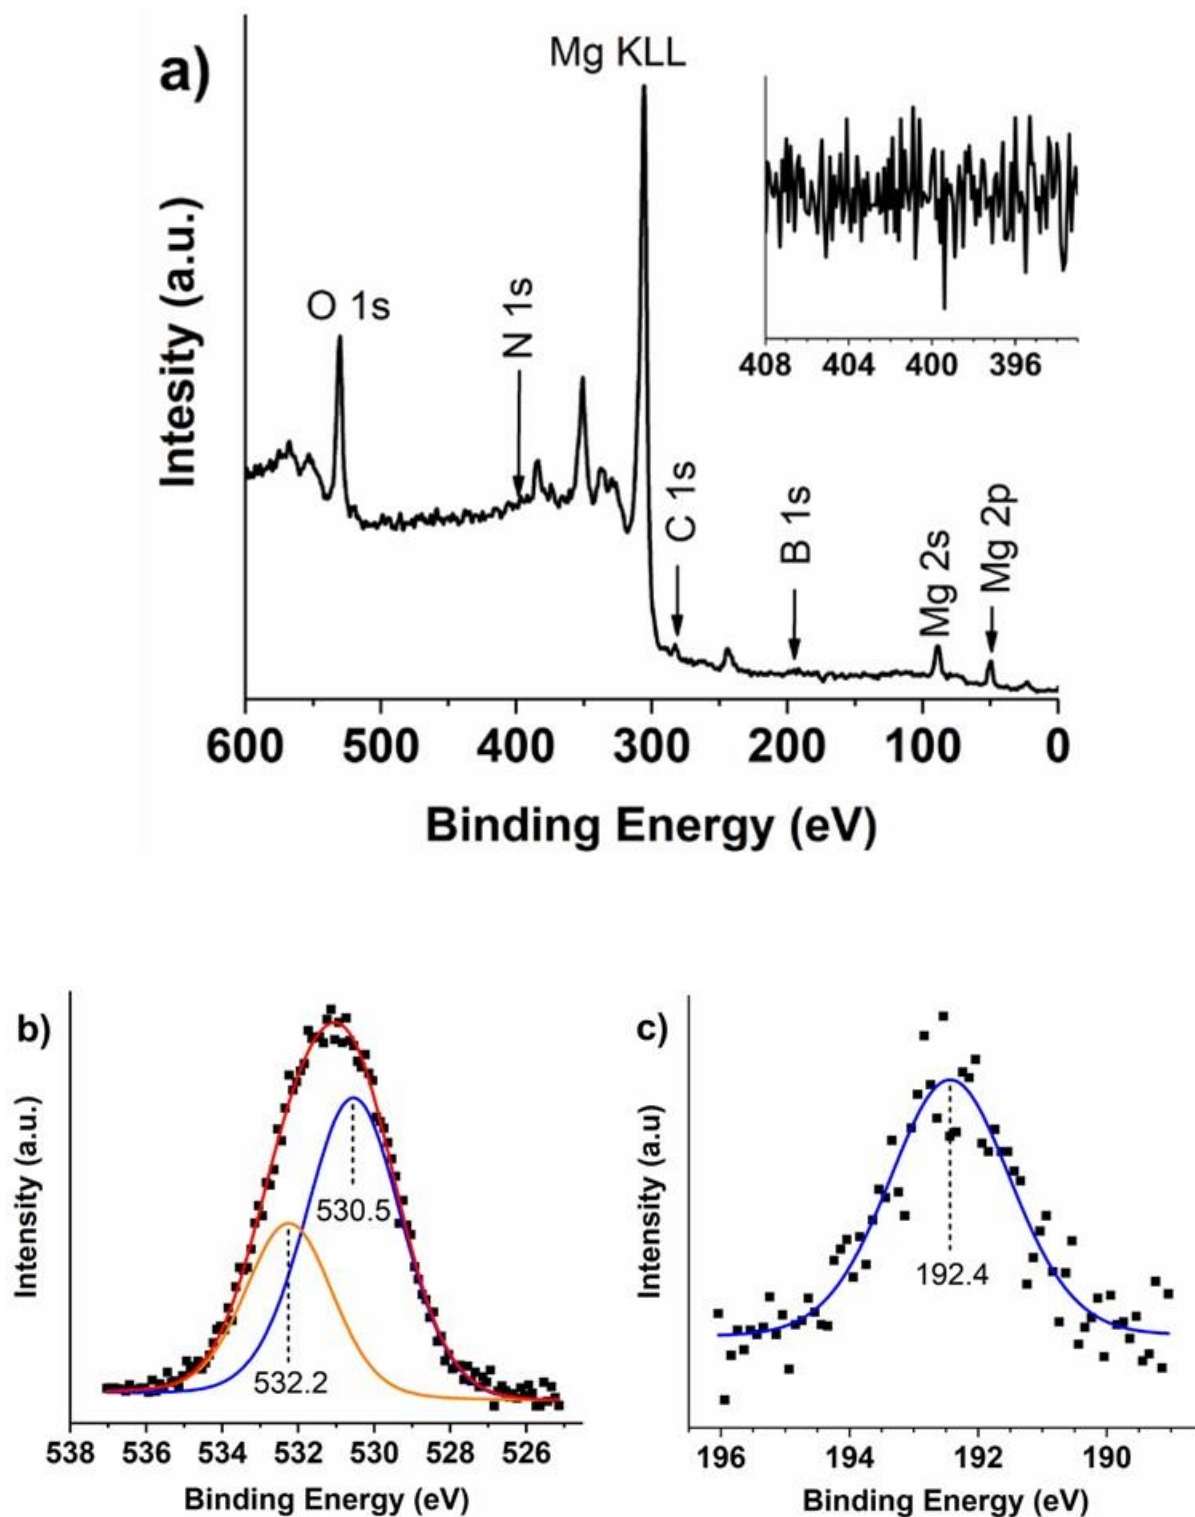 a)
Mg KLL
O 1s
N 1s
C 1s
B 1s
Mg 2s
Mg 2p
Intesity (a.u.)
408 404 400 396
600 500 400 300 200 100 0
Binding Energy (eV)
b)
530.5
532.2
Intensity (a.u.)
538 536 534 532 530 528 526
Binding Energy (eV)
c)
192.4
Intensity (a.u)
196 194 192 190
Binding Energy (eV)